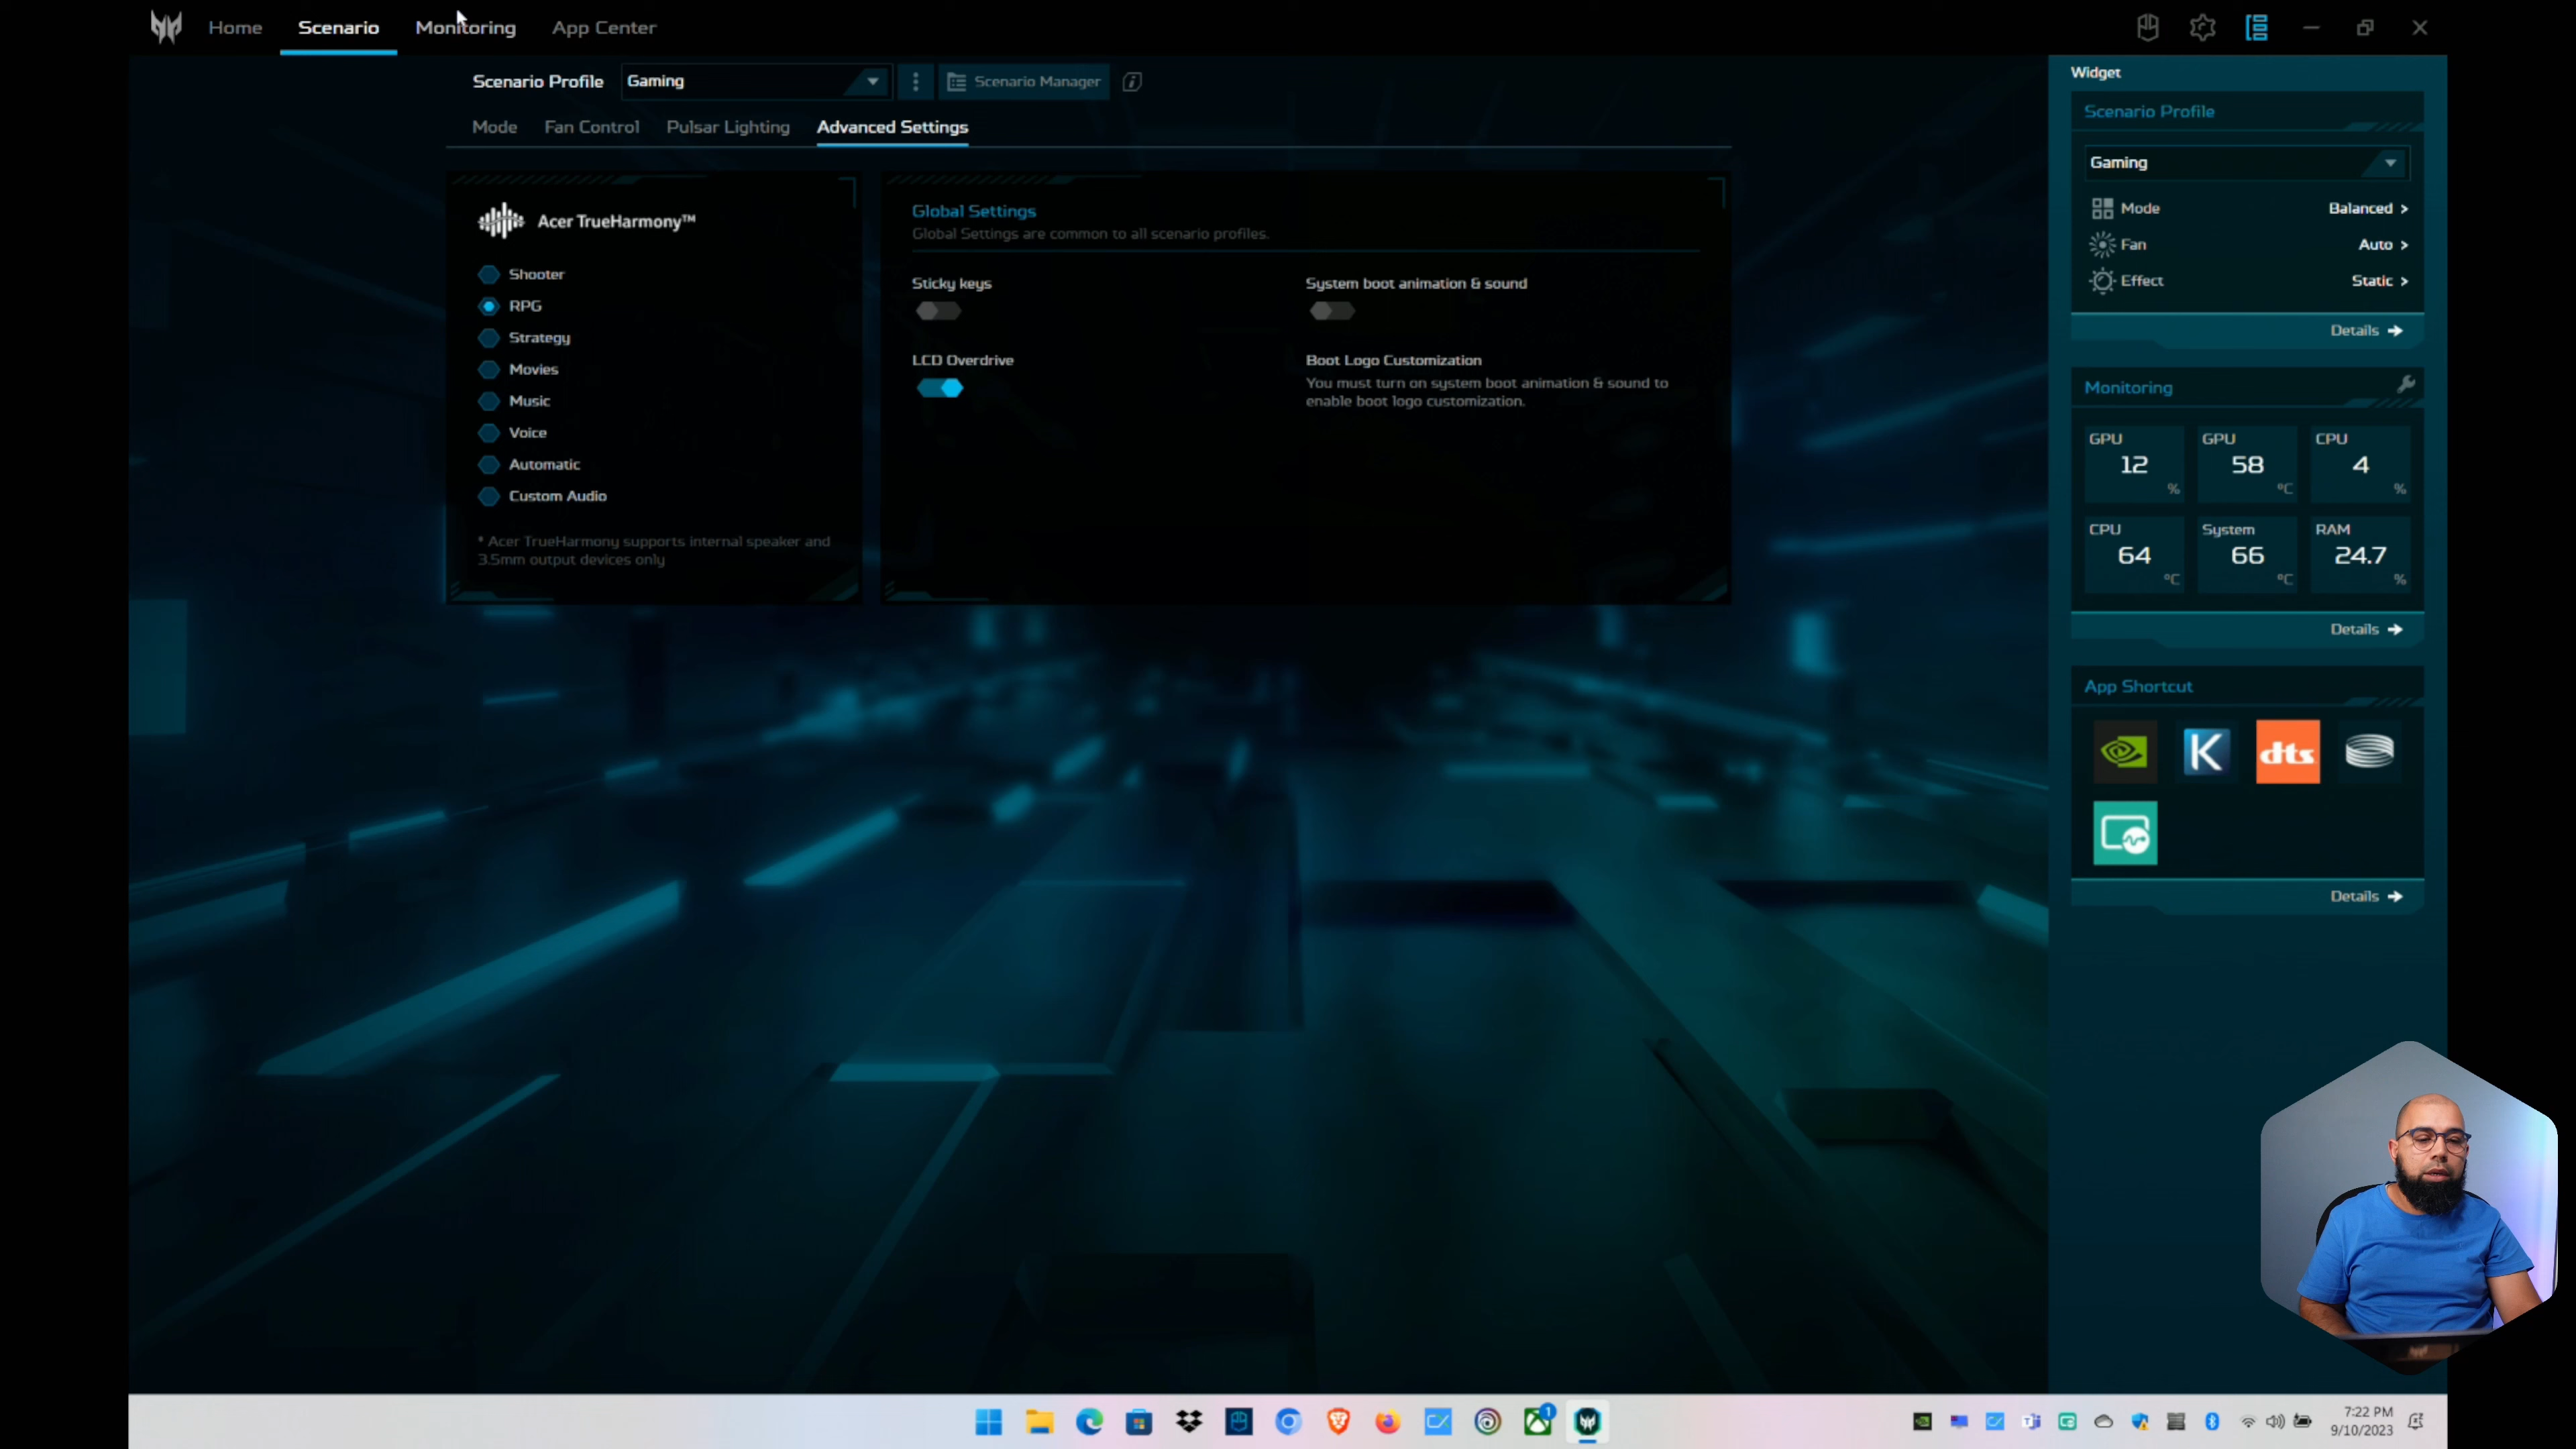 Home Scenario Monitoring App Center
Scenario Profile Gaming Scenario Manager
Mode Fan Control Pulsar Lighting Advanced Settings
Acer TrueHarmony™
Shooter
RPG
Strategy
Movies
Music
Voice
Automatic
Custom Audio
* Acer TrueHarmony supports internal speaker and
3.5mm output devices only
Global Settings
Global Settings are common to all scenario profiles.
Sticky keys
System boot animation & sound
LCD Overdrive
Boot Logo Customization
You must turn on system boot animation & sound to
enable boot logo customization.
Widget
Scenario Profile
Gaming
Mode Balanced >
Fan Auto >
Effect Static >
Details
Monitoring
GPU GPU CPU
12 58 4
% °C %
CPU System RAM
64 66 24.7
°C °C %
Details
App Shortcut
K dts
Details
1
7:22 PM
9/10/2023